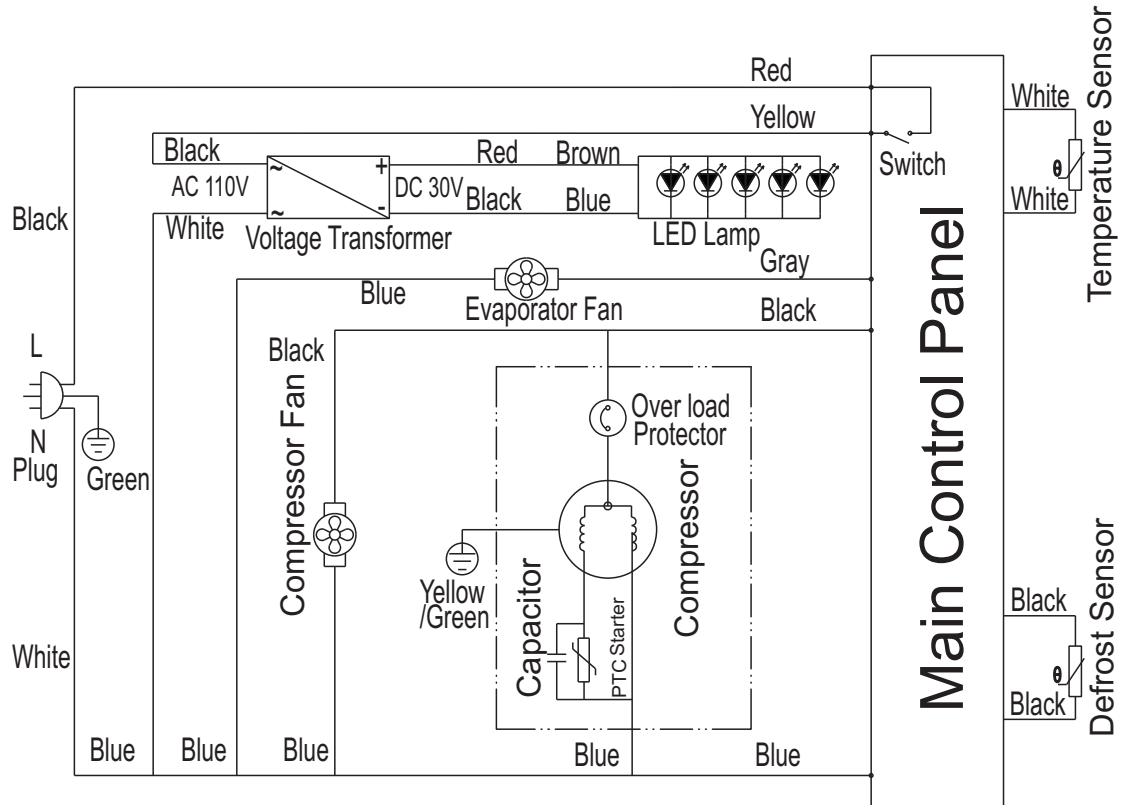 Red
Yellow
Black
AC 110V
~
~
+
-
DC 30V
Red
Brown
Black
Blue
White
Voltage Transformer
LED Lamp
Switch
White
θ
White
Temperature Sensor
Black
Gray
Blue
Evaporator Fan
Black
Black
Compressor Fan
L
N
Plug
Green
Over load
Protector
Compressor
Yellow
/Green
Capacitor
PTC Starter
Main Control Panel
Black
θ
Black
Defrost Sensor
White
Blue
Blue
Blue
Blue
Blue